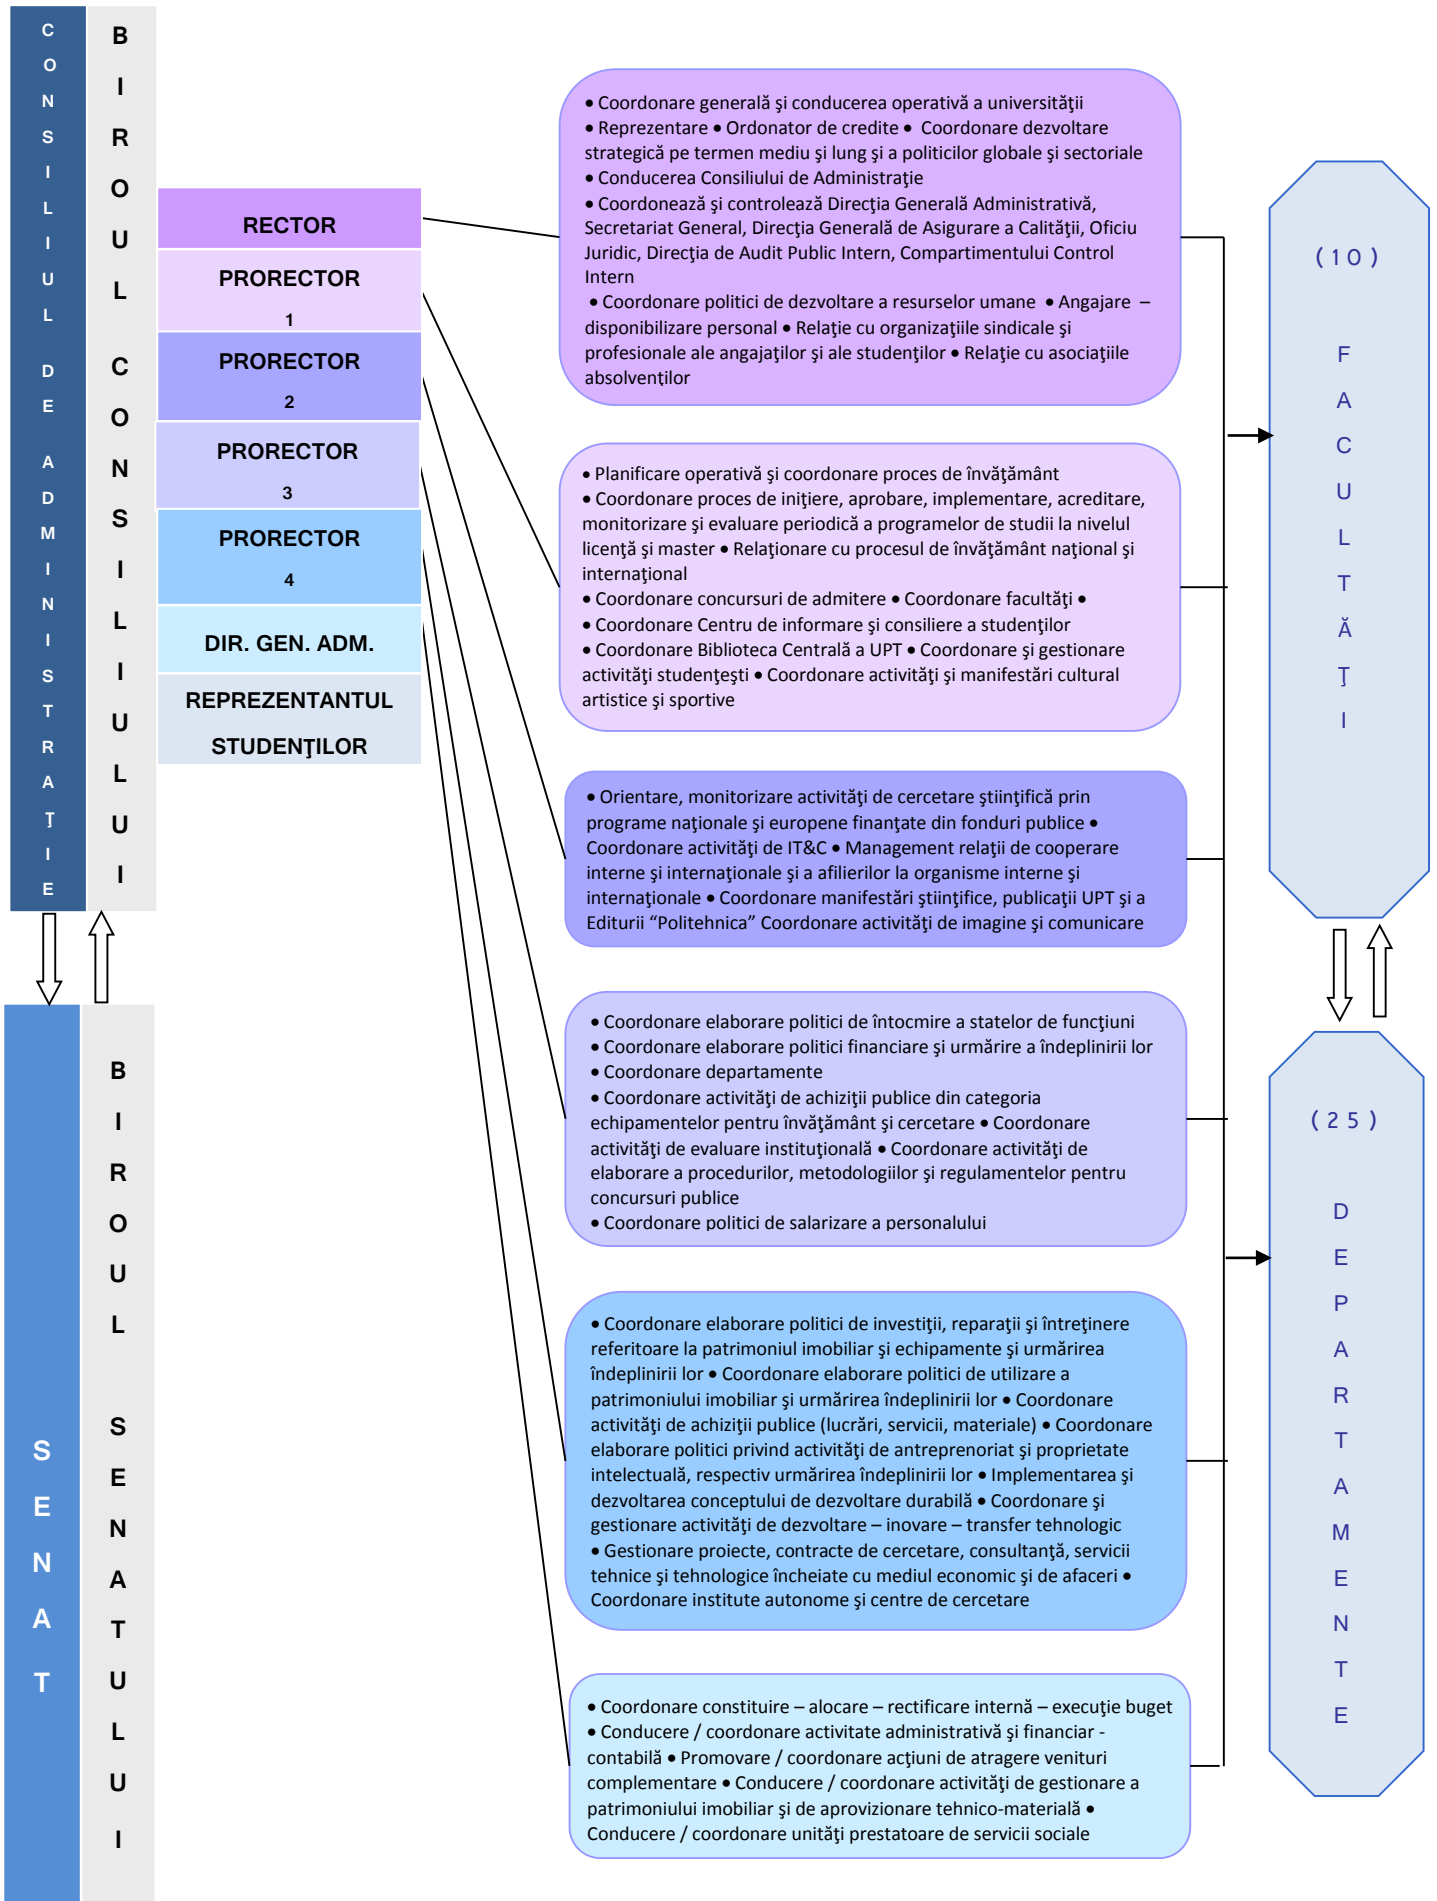 CONSILIUL DE ADMINISTRAŢIE
BIROUL CONSILIULUI
RECTOR
PRORECTOR
1
PRORECTOR
2
PRORECTOR
3
PRORECTOR
4
DIR. GEN. ADM.
REPREZENTANTUL
STUDENŢILOR
SENAT
BIROUL SENATULUI
• Coordonare generală şi conducerea operativă a universităţii
• Reprezentare • Ordonator de credite • Coordonare dezvoltare
strategică pe termen mediu şi lung şi a politicilor globale şi sectoriale
• Conducerea Consiliului de Administraţie
• Coordonează şi controlează Direcţia Generală Administrativă,
Secretariat General, Direcţia Generală de Asigurare a Calităţii, Oficiu
Juridic, Direcţia de Audit Public Intern, Compartimentului Control
Intern
• Coordonare politici de dezvoltare a resurselor umane • Angajare –
disponibilizare personal • Relaţie cu organizaţiile sindicale şi
profesionale ale angajaţilor şi ale studenţilor • Relaţie cu asociaţiile
absolvenţilor
• Planificare operativă şi coordonare proces de învăţământ
• Coordonare proces de iniţiere, aprobare, implementare, acreditare,
monitorizare şi evaluare periodică a programelor de studii la nivelul
licenţă şi master • Relaţionare cu procesul de învăţământ naţional şi
internaţional
• Coordonare concursuri de admitere • Coordonare facultăţi •
• Coordonare Centru de informare şi consiliere a studenţilor
• Coordonare Biblioteca Centrală a UPT • Coordonare şi gestionare
activităţi studenţeşti • Coordonare activităţi şi manifestări cultural
artistice şi sportive
• Orientare, monitorizare activităţi de cercetare ştiinţifică prin
programe naţionale şi europene finanţate din fonduri publice •
Coordonare activităţi de IT&C • Management relaţii de cooperare
interne şi internaţionale şi a afilierilor la organisme interne şi
internaţionale • Coordonare manifestări ştiinţifice, publicaţii UPT şi a
Editurii “Politehnica” Coordonare activităţi de imagine şi comunicare
• Coordonare elaborare politici de întocmire a statelor de funcţiuni
• Coordonare elaborare politici financiare şi urmărire a îndeplinirii lor
• Coordonare departamente
• Coordonare activităţi de achiziţii publice din categoria
echipamentelor pentru învăţământ şi cercetare • Coordonare
activităţi de evaluare instituţională • Coordonare activităţi de
elaborare a procedurilor, metodologiilor şi regulamentelor pentru
concursuri publice
• Coordonare politici de salarizare a personalului
• Coordonare elaborare politici de investiţii, reparaţii şi întreţinere
referitoare la patrimoniul imobiliar şi echipamente şi urmărirea
îndeplinirii lor • Coordonare elaborare politici de utilizare a
patrimoniului imobiliar şi urmărirea îndeplinirii lor • Coordonare
activităţi de achiziţii publice (lucrări, servicii, materiale) • Coordonare
elaborare politici privind activităţi de antreprenoriat şi proprietate
intelectuală, respectiv urmărirea îndeplinirii lor • Implementarea şi
dezvoltarea conceptului de dezvoltare durabilă • Coordonare şi
gestionare activităţi de dezvoltare – inovare – transfer tehnologic
• Gestionare proiecte, contracte de cercetare, consultanţă, servicii
tehnice şi tehnologice încheiate cu mediul economic şi de afaceri •
Coordonare institute autonome şi centre de cercetare
• Coordonare constituire – alocare – rectificare internă – execuţie buget
• Conducere / coordonare activitate administrativă şi financiar -
contabilă • Promovare / coordonare acţiuni de atragere venituri
complementare • Conducere / coordonare activităţi de gestionare a
patrimoniului imobiliar şi de aprovizionare tehnico-materială •
Conducere / coordonare unităţi prestatoare de servicii sociale
(10)
FACULTĂŢI
(25)
DEPARTAMENTE